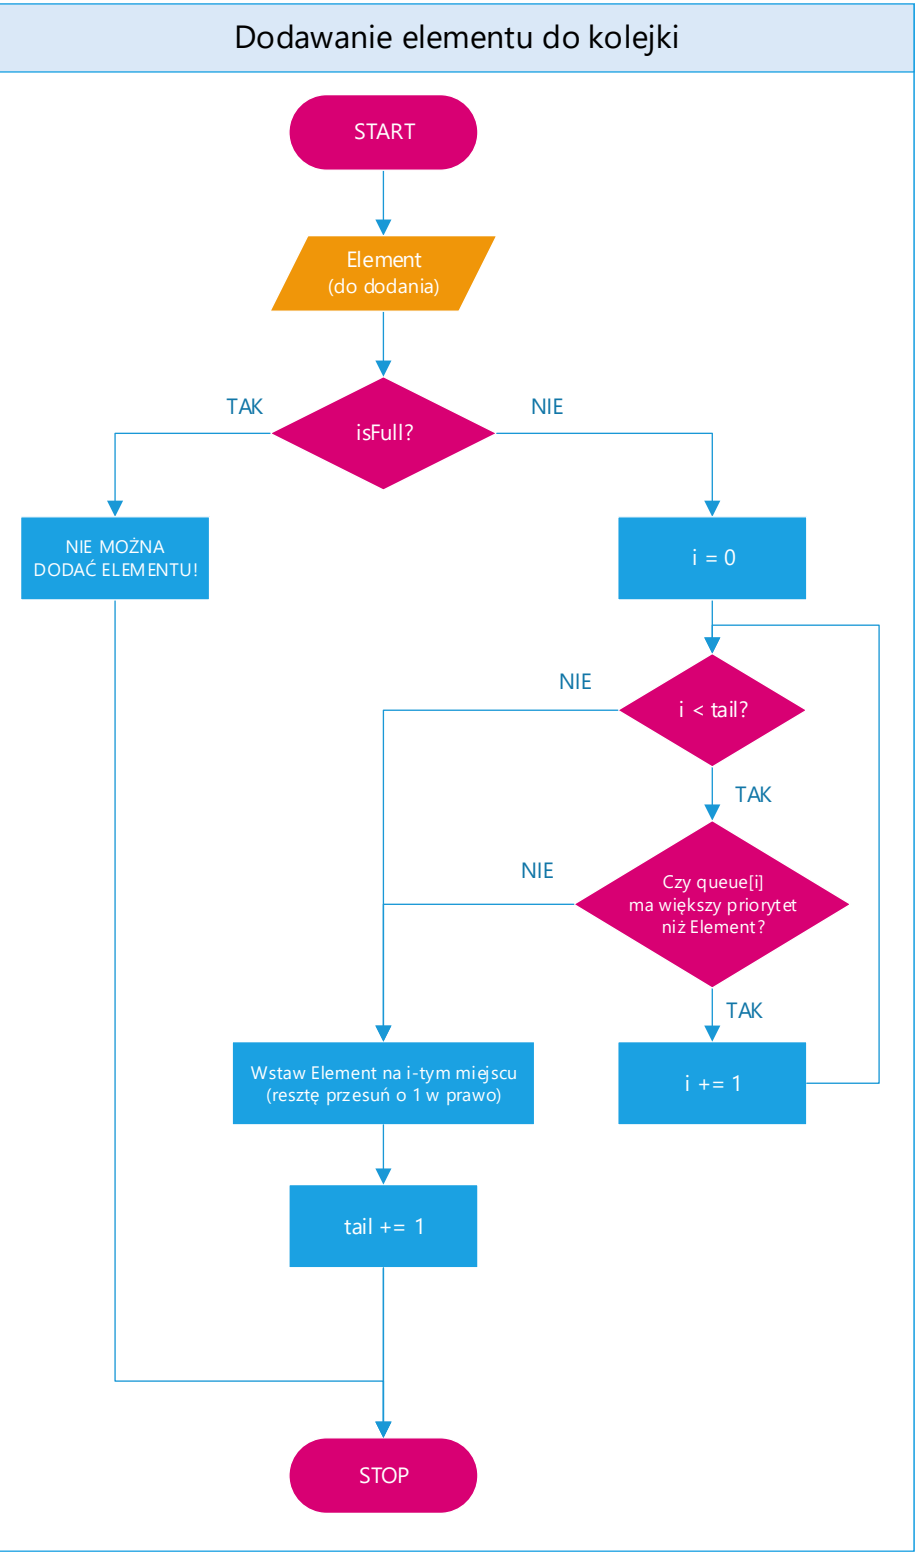 Dodawanie elementu do kolejki
START
Element
(do dodania)
TAK
NIE
isFull?
NIE MOŻNA
DODAĆ ELEMENTU!
i = 0
NIE
i < tail?
TAK
NIE
Czy queue[i]
ma większy priorytet
niż Element?
TAK
Wstaw Element na i-tym miejscu
(resztę przesuń o 1 w prawo)
i += 1
tail += 1
STOP